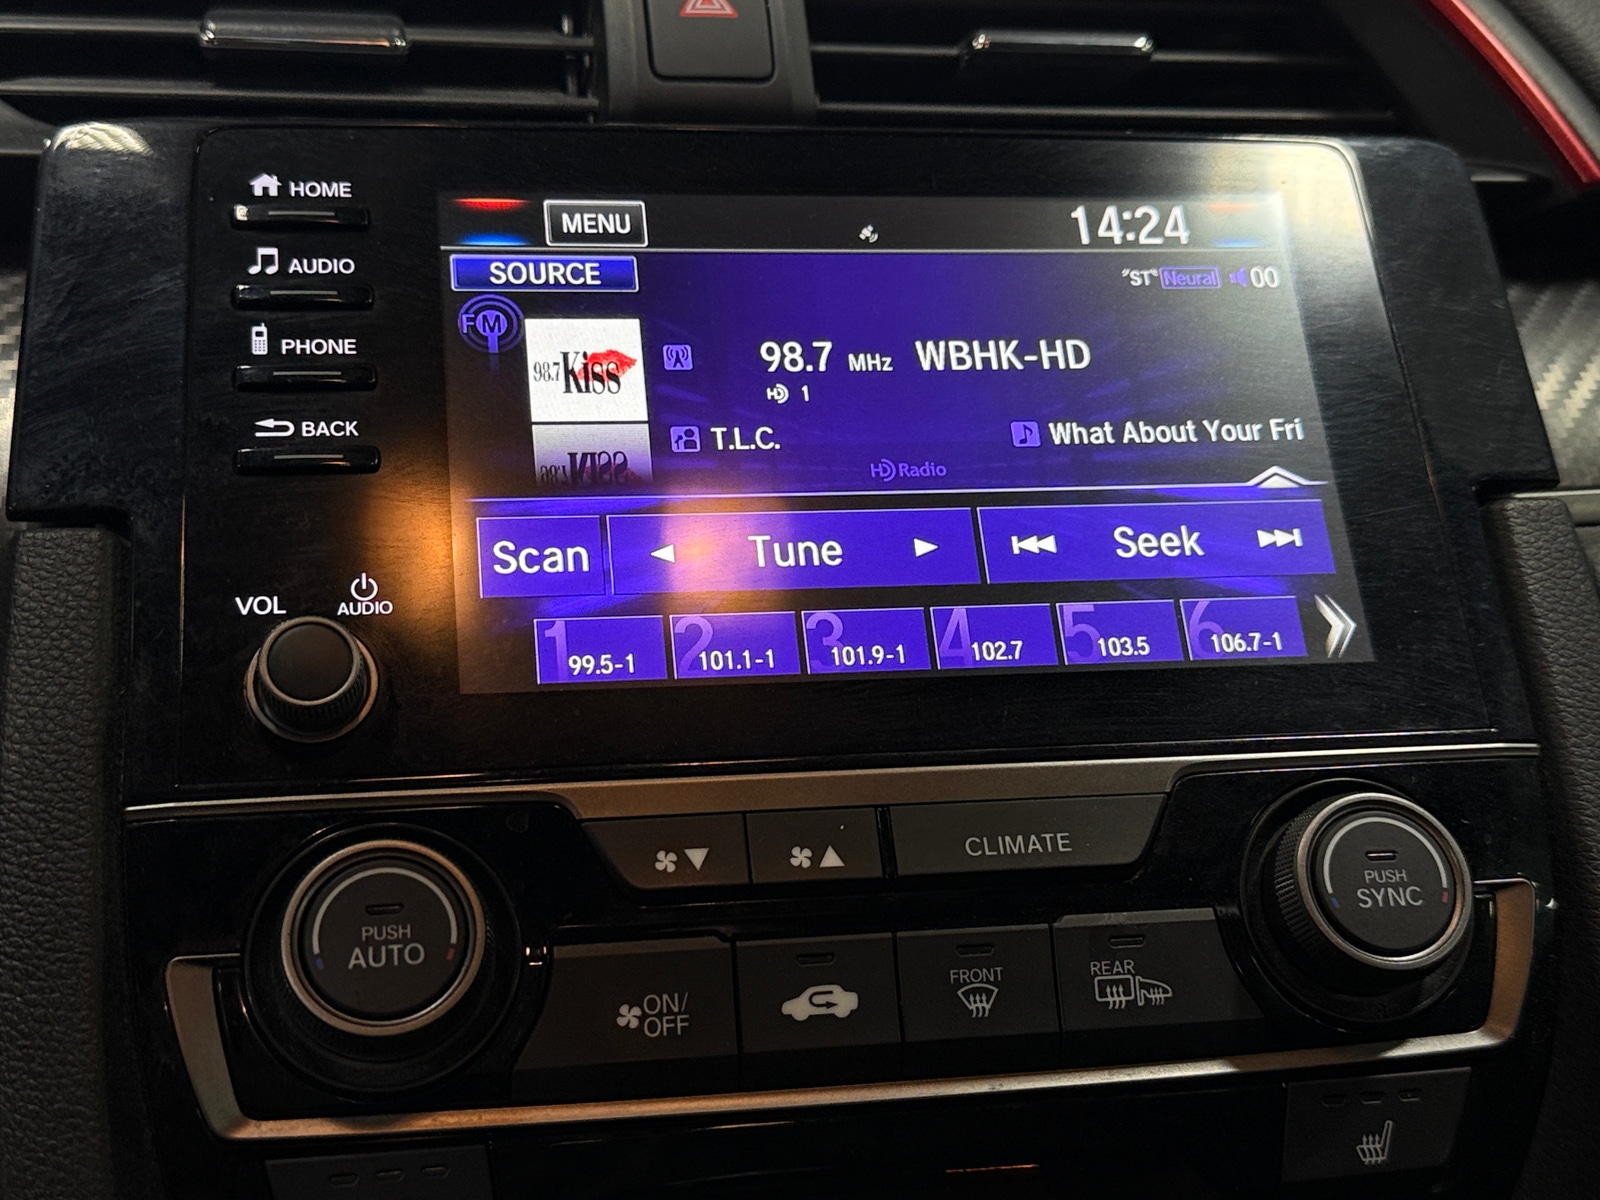 HOME
MENU
14:24
AUDIO
SOURCE
"ST" Neural 00
FM
PHONE
98.7 Kiss
98.7 MHz WBHK-HD
HD 1
BACK
T.L.C.
What About Your Fri
HD Radio
Scan
Tune
Seek
VOL
AUDIO
1 99.5-1
2 101.1-1
3 101.9-1
4 102.7
5 103.5
6 106.7-1
CLIMATE
PUSH
AUTO
PUSH
SYNC
ON/
OFF
FRONT
REAR